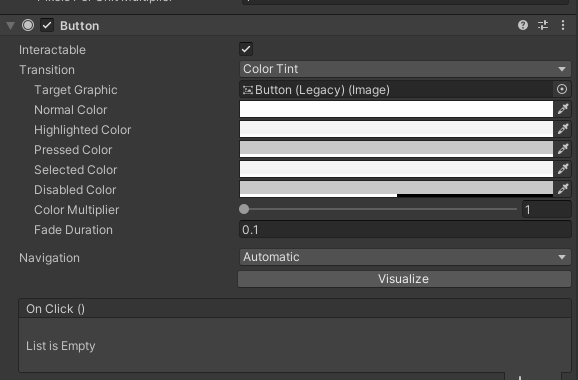 Button
Interactable
Transition Color Tint
Target Graphic Button (Legacy) (Image)
Normal Color
Highlighted Color
Pressed Color
Selected Color
Disabled Color
Color Multiplier 1
Fade Duration 0.1
Navigation Automatic
Visualize
On Click ()
List is Empty